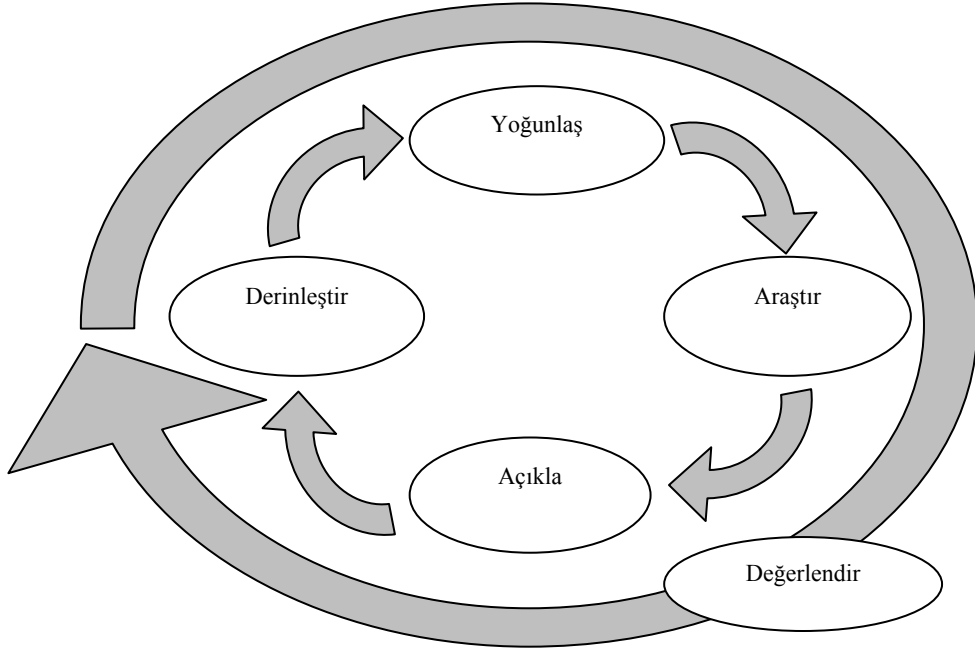 Yoğunlaş
Derinleştir
Araştır
Açıkla
Değerlendir